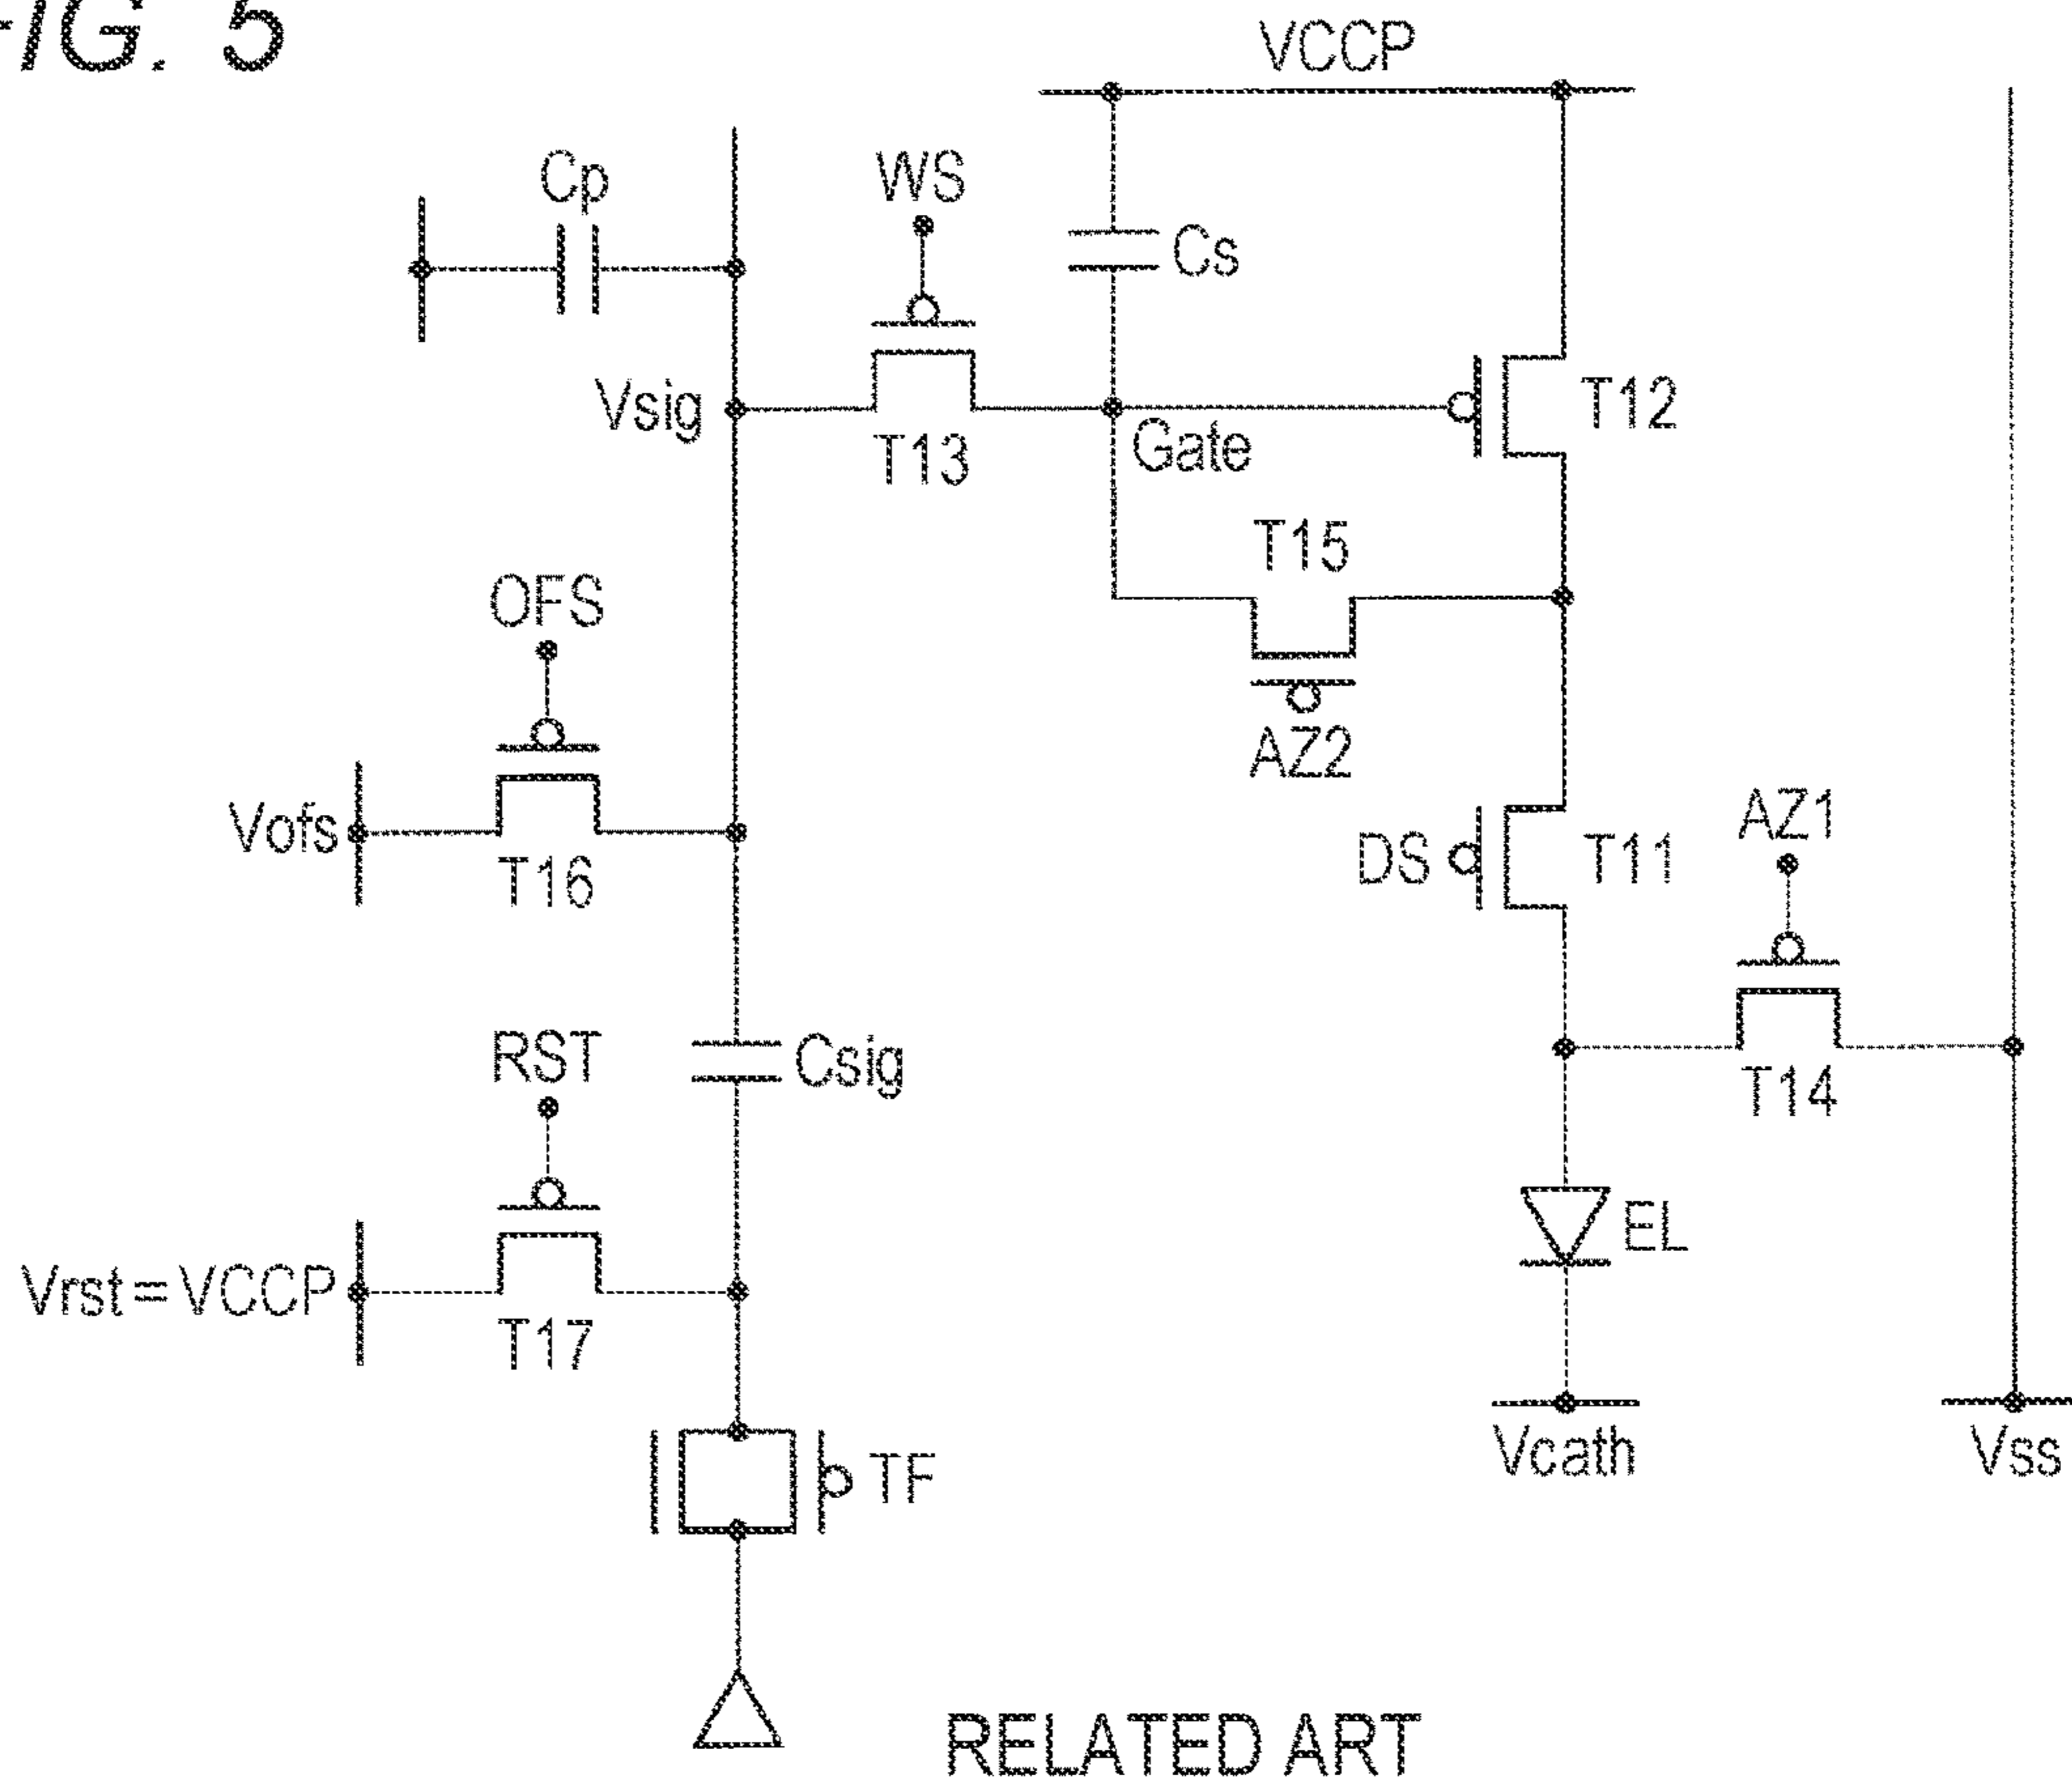 FIG. 5
VCCP
Cp
WS
Cs
Vsig
T13
Gate
T12
T15
OFS
AZ2
Vofs
T16
DS
T11
AZ1
RST
Csig
T14
Vrst = VCCP
T17
EL
TF
Vcath
Vss
RELATED ART